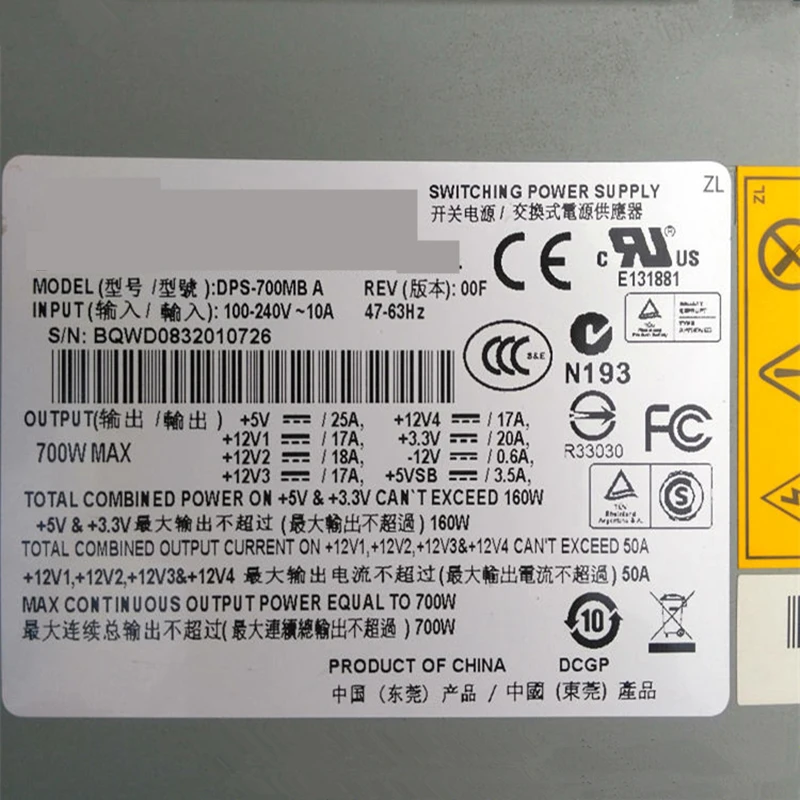 SWITCHING POWER SUPPLY ZL
开关电源 / 交換式電源供應器
C UR US
CE
E131881
MODEL (型号 /型號 ):DPS-700MB A REV (版本): 00F
INPUT(输入 / 輸入): 100-240V ~10A 47-63Hz
S/N: BQWD0832010726
CCC S&E
N193
R33030
FC
OUTPUT(输出 /輸出 )
700W MAX
+5V ⎓ / 25A, +12V4 ⎓ / 17A,
+12V1 ⎓ / 17A, +3.3V ⎓ / 20A,
+12V2 ⎓ / 18A, -12V ⎓ / 0.6A,
+12V3 ⎓ / 17A, +5VSB ⎓ / 3.5A,
TÜV
Rheinland
Argentina S.A.
S
TOTAL COMBINED POWER ON +5V & +3.3V CAN'T EXCEED 160W
+5V & +3.3V 最大输出不超过 (最大輸出不超過 ) 160W
TOTAL COMBINED OUTPUT CURRENT ON +12V1,+12V2,+12V3&+12V4 CAN'T EXCEED 50A
+12V1,+12V2,+12V3&+12V4 最大输出电流不超过(最大輸出電流不超過) 50A
MAX CONTINUOUS OUTPUT POWER EQUAL TO 700W
最大连续总输出不超过(最大連續總輸出不超過 ) 700W
10
PRODUCT OF CHINA DCGP
中国 (东莞) 产品 / 中國 (東莞) 產品
ZL